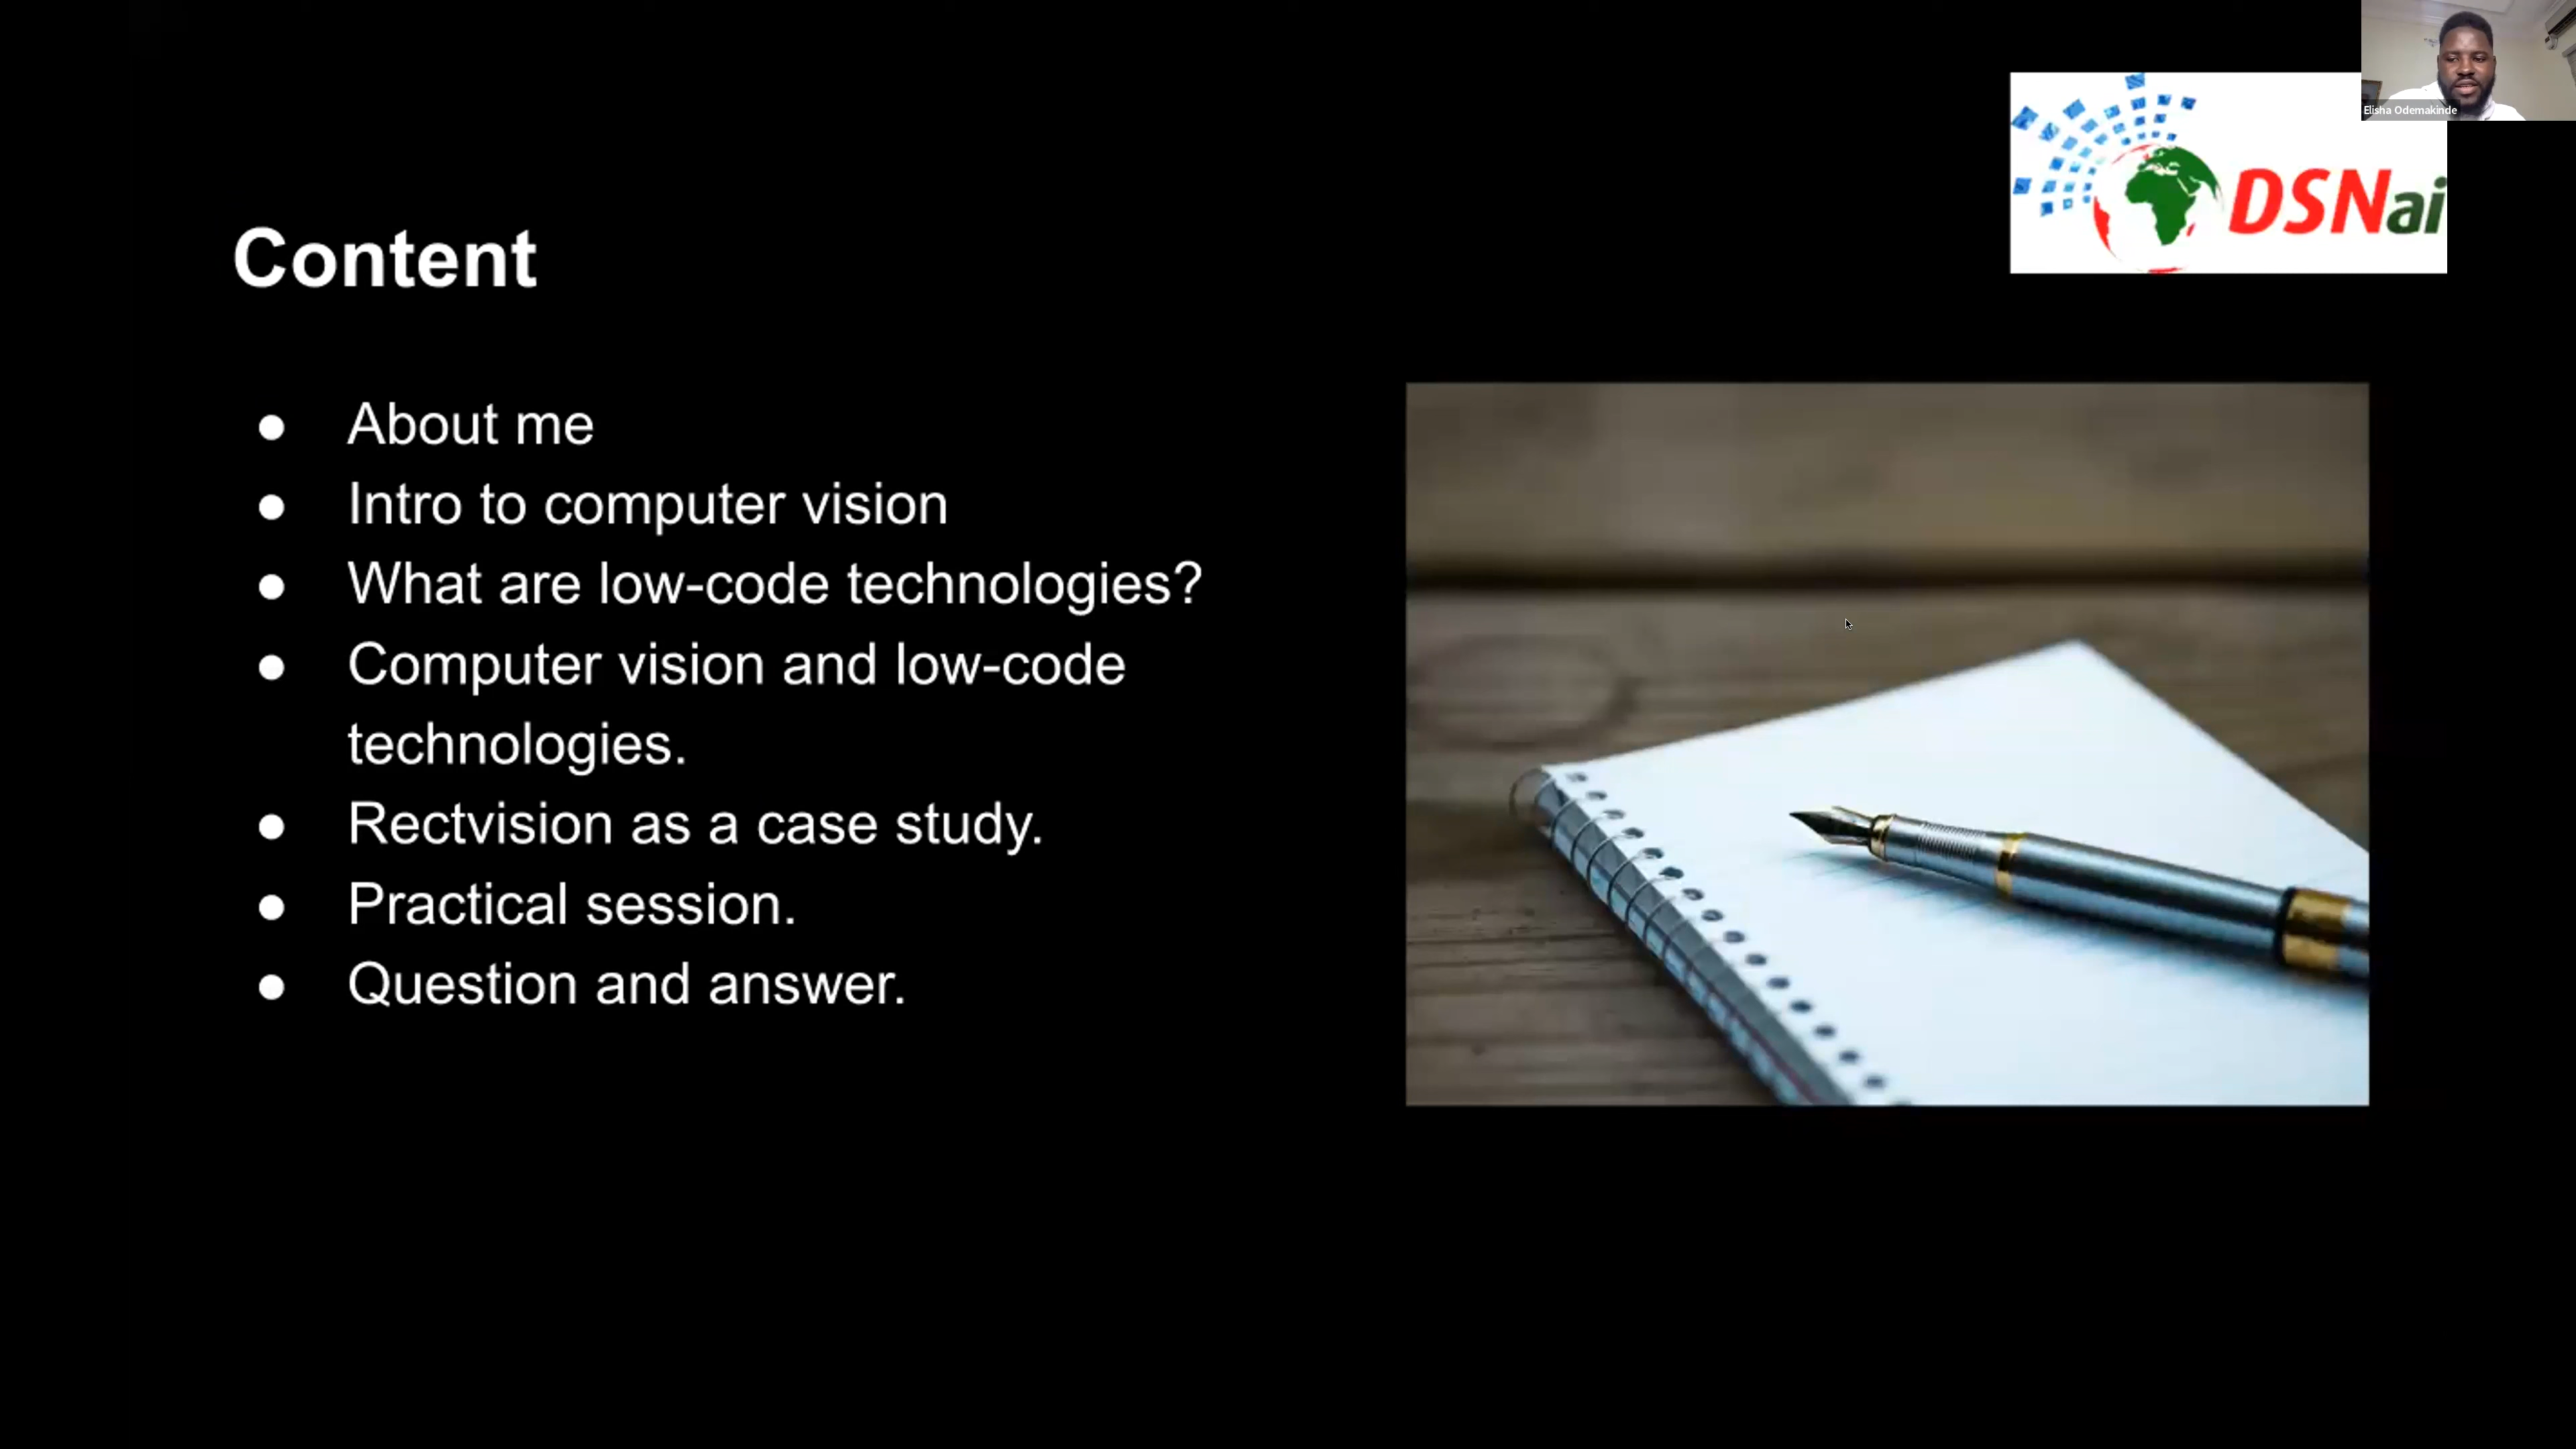 Elisha Odemakinde
DSNai
Content
● About me
● Intro to computer vision
● What are low-code technologies?
● Computer vision and low-code
technologies.
● Rectvision as a case study.
● Practical session.
● Question and answer.